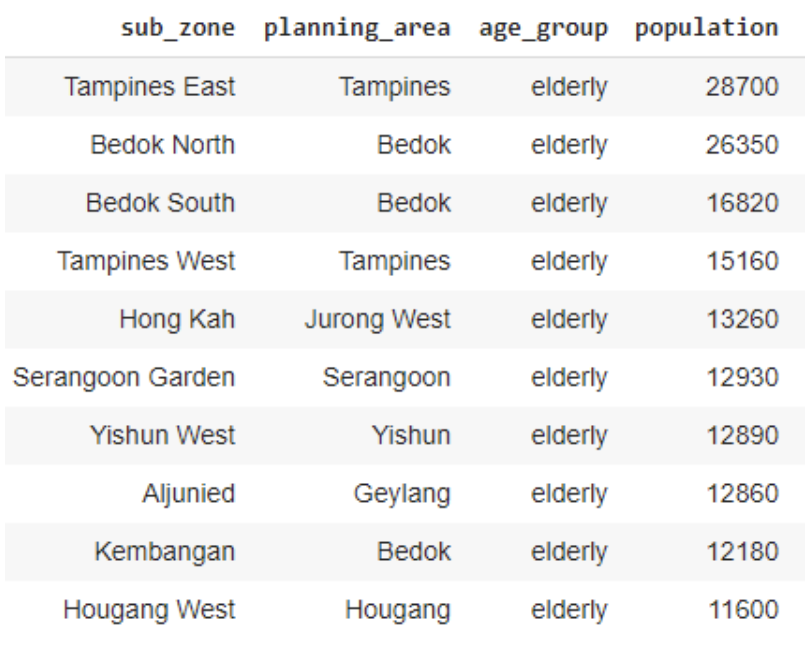 sub_zone planning_area age_group population
Tampines East Tampines elderly 28700
Bedok North Bedok elderly 26350
Bedok South Bedok elderly 16820
Tampines West Tampines elderly 15160
Hong Kah Jurong West elderly 13260
Serangoon Garden Serangoon elderly 12930
Yishun West Yishun elderly 12890
Aljunied Geylang elderly 12860
Kembangan Bedok elderly 12180
Hougang West Hougang elderly 11600